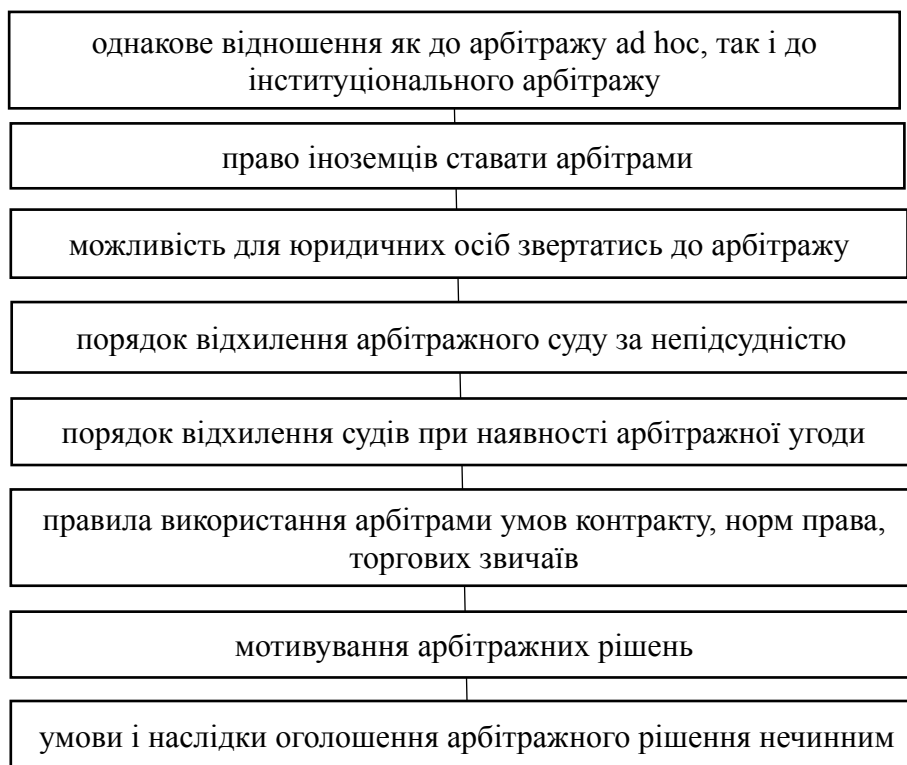 однакове відношення як до арбітражу ad hoc, так і до
інституціонального арбітражу
право іноземців ставати арбітрами
можливість для юридичних осіб звертатись до арбітражу
порядок відхилення арбітражного суду за непідсудністю
порядок відхилення судів при наявності арбітражної угоди
правила використання арбітрами умов контракту, норм права,
торгових звичаїв
мотивування арбітражних рішень
умови і наслідки оголошення арбітражного рішення нечинним